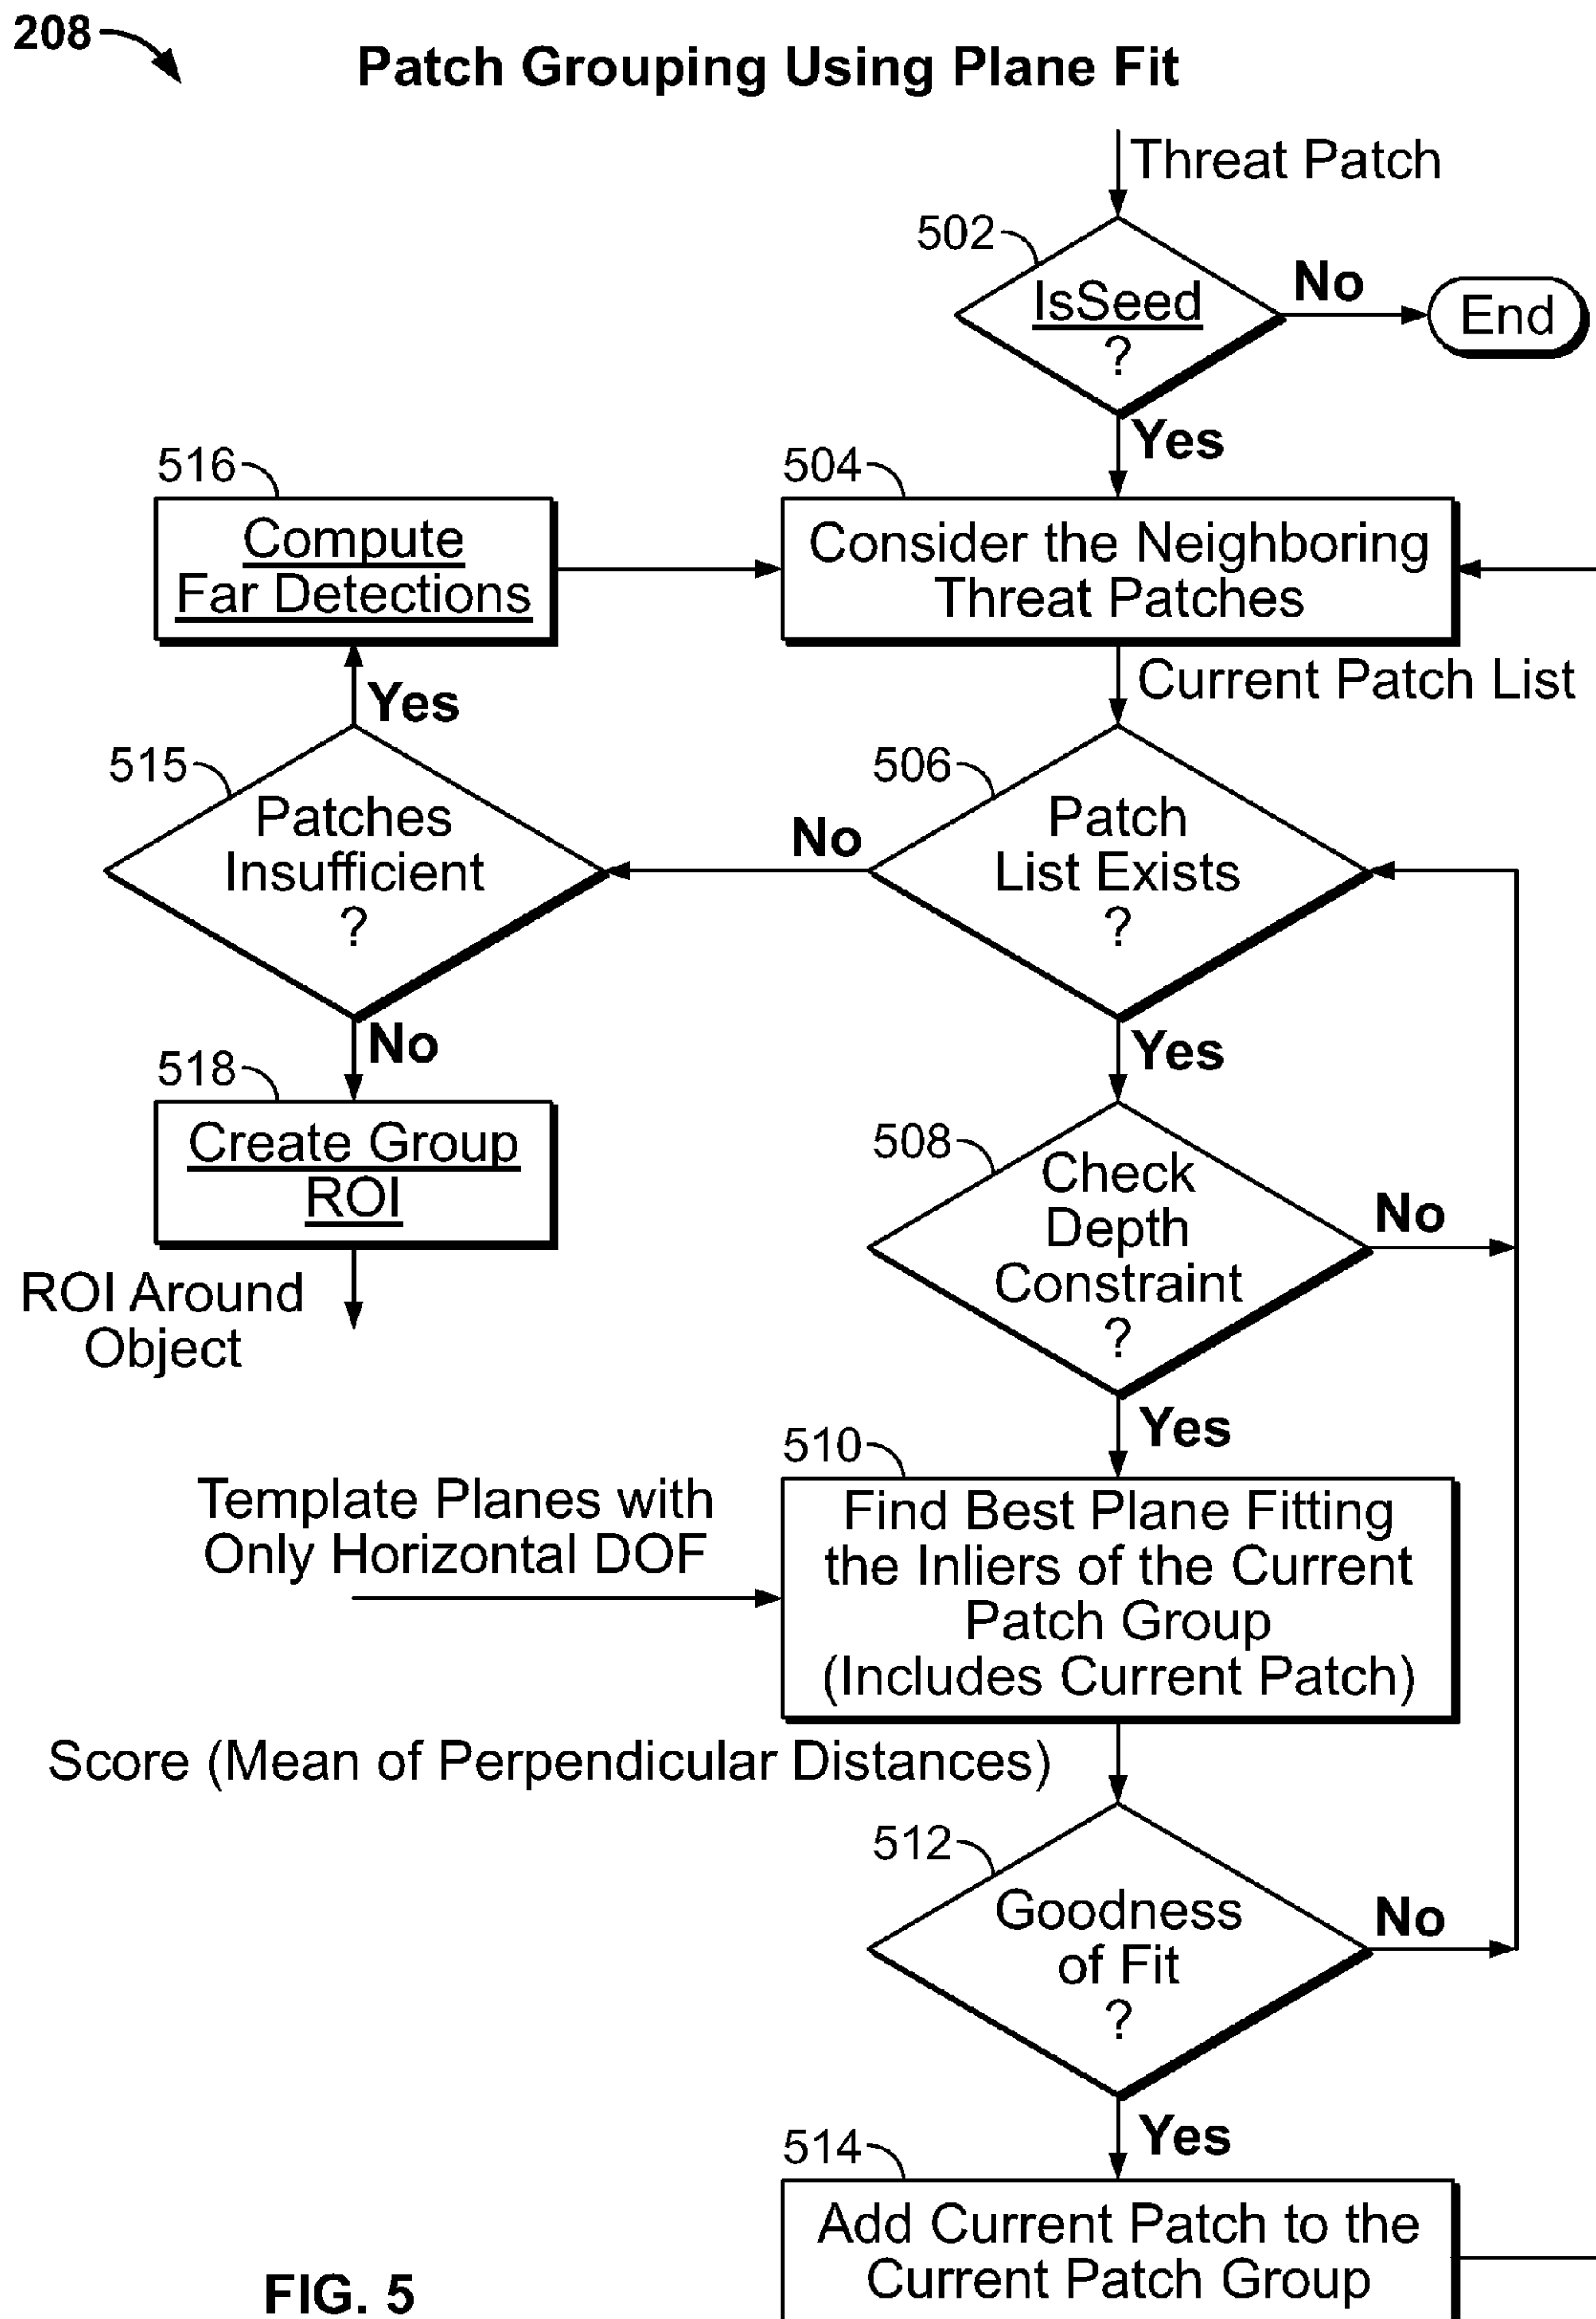 208
Patch Grouping Using Plane Fit
Threat Patch
502
IsSeed
?
No
End
Yes
516
Compute
Far Detections
504
Consider the Neighboring
Threat Patches
Yes
Current Patch List
515
Patches
Insufficient
?
No
506
Patch
List Exists
?
No
Yes
518
Create Group
ROI
ROI Around
Object
508
Check
Depth
Constraint
?
No
Yes
Template Planes with
Only Horizontal DOF
510
Find Best Plane Fitting
the Inliers of the Current
Patch Group
(Includes Current Patch)
Score (Mean of Perpendicular Distances)
512
Goodness
of Fit
?
No
Yes
514
Add Current Patch to the
Current Patch Group
FIG. 5